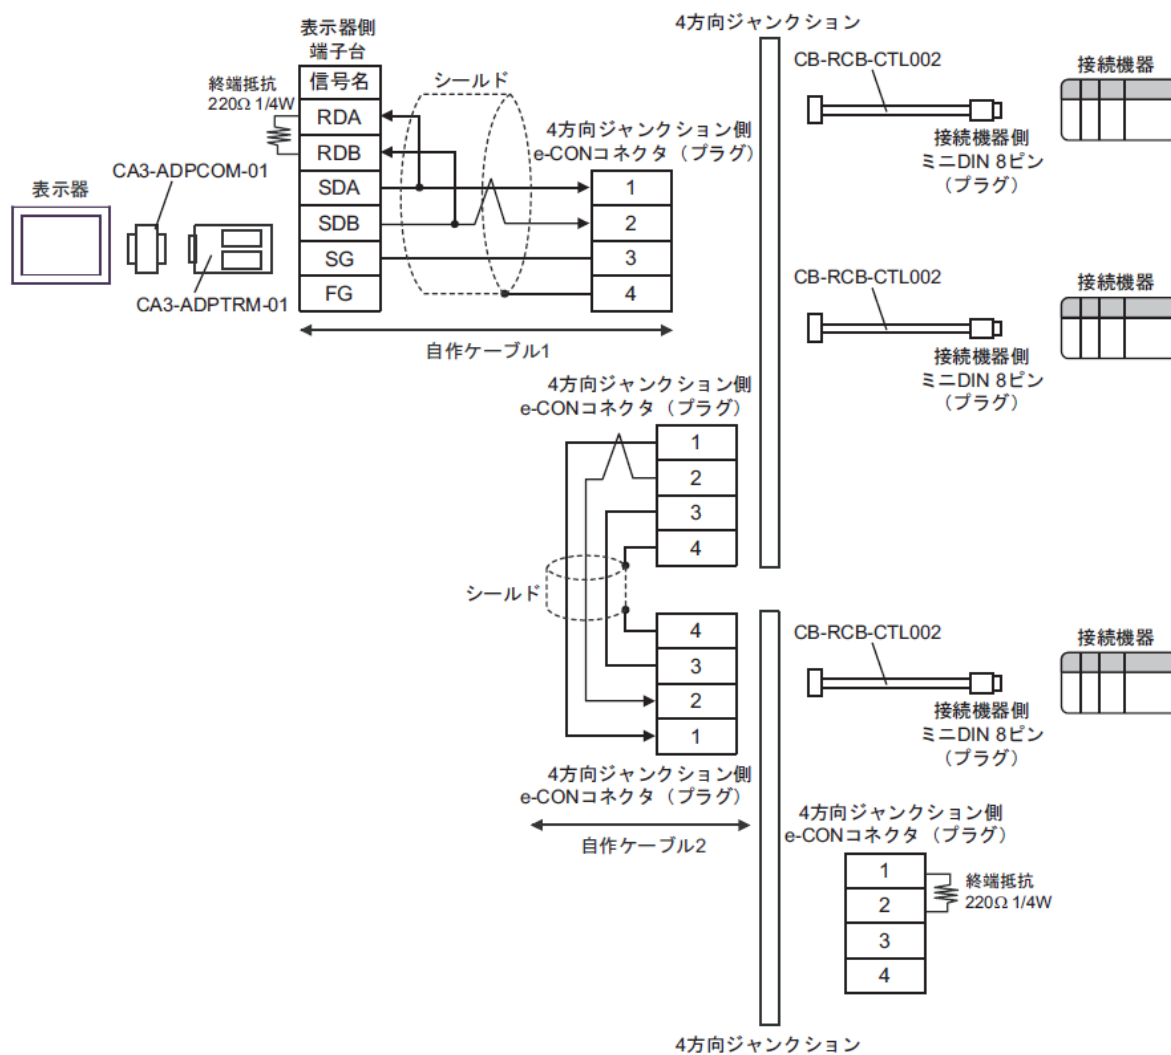 4方向ジャンクション
表示器側
端子台
信号名
RDA
RDB
SDA
SDB
SG
FG
終端抵抗
220Ω 1/4W
シールド
4方向ジャンクション側
e-CONコネクタ（プラグ）
1
2
3
4
表示器
CA3-ADPCOM-01
CA3-ADPTRM-01
自作ケーブル1
CB-RCB-CTL002
接続機器側
ミニDIN 8ピン
（プラグ）
接続機器
CB-RCB-CTL002
接続機器側
ミニDIN 8ピン
（プラグ）
接続機器
4方向ジャンクション側
e-CONコネクタ（プラグ）
1
2
3
4
シールド
4
3
2
1
4方向ジャンクション側
e-CONコネクタ（プラグ）
自作ケーブル2
CB-RCB-CTL002
接続機器側
ミニDIN 8ピン
（プラグ）
接続機器
4方向ジャンクション側
e-CONコネクタ（プラグ）
1
2
3
4
終端抵抗
220Ω 1/4W
4方向ジャンクション